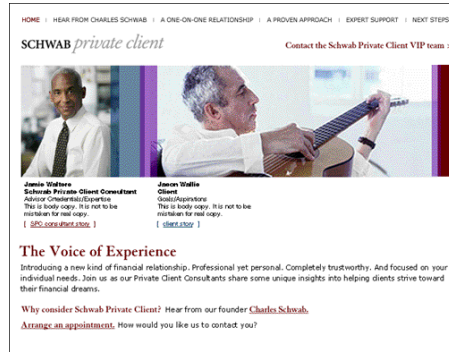 HOME | HEAR FROM CHARLES SCHWAB | A ONE-ON-ONE RELATIONSHIP | A PROVEN APPROACH | EXPERT SUPPORT | NEXT STEPS
SCHWAB private client
Contact the Schwab Private Client VIP team ›
Jamie Walters
Schwab Private Client Consultant
Advisor Credentials/Expertise
This is body copy. It is not to be
mistaken for real copy.
[ SPC consultant story ]
Jason Wallie
Client
Goals/Aspirations
This is body copy. It is not to be
mistaken for real copy.
[ client story ]
The Voice of Experience
Introducing a new kind of financial relationship. Professional yet personal. Completely trustworthy. And focused on your
individual needs. Join us as our Private Client Consultants share some unique insights into helping clients strive toward
their financial dreams.
Why consider Schwab Private Client? Hear from our founder Charles Schwab.
Arrange an appointment. How would you like us to contact you?